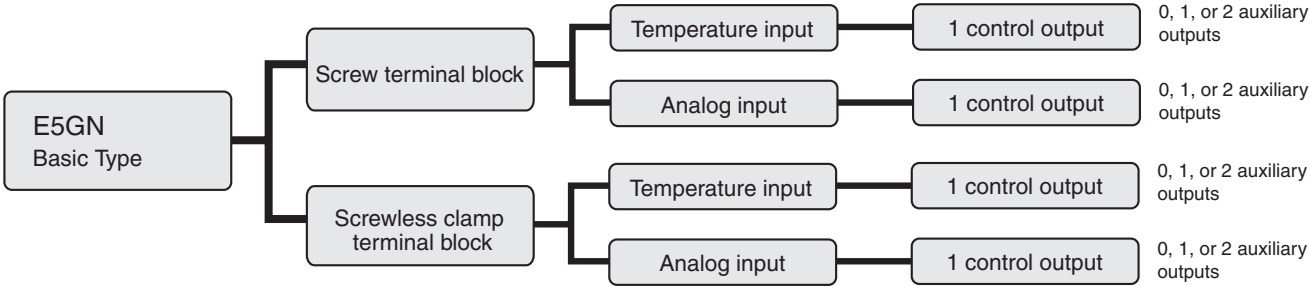 E5GN
Basic Type
Screw terminal block
Temperature input
1 control output
0, 1, or 2 auxiliary
outputs
Analog input
1 control output
0, 1, or 2 auxiliary
outputs
Screwless clamp
terminal block
Temperature input
1 control output
0, 1, or 2 auxiliary
outputs
Analog input
1 control output
0, 1, or 2 auxiliary
outputs